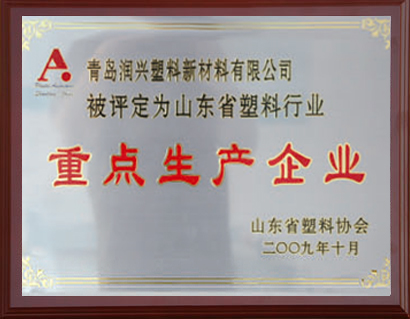 青岛润兴塑料新材料有限公司
被评定为山东省塑料行业
重点生产企业
山东省塑料协会
二〇〇九年十月